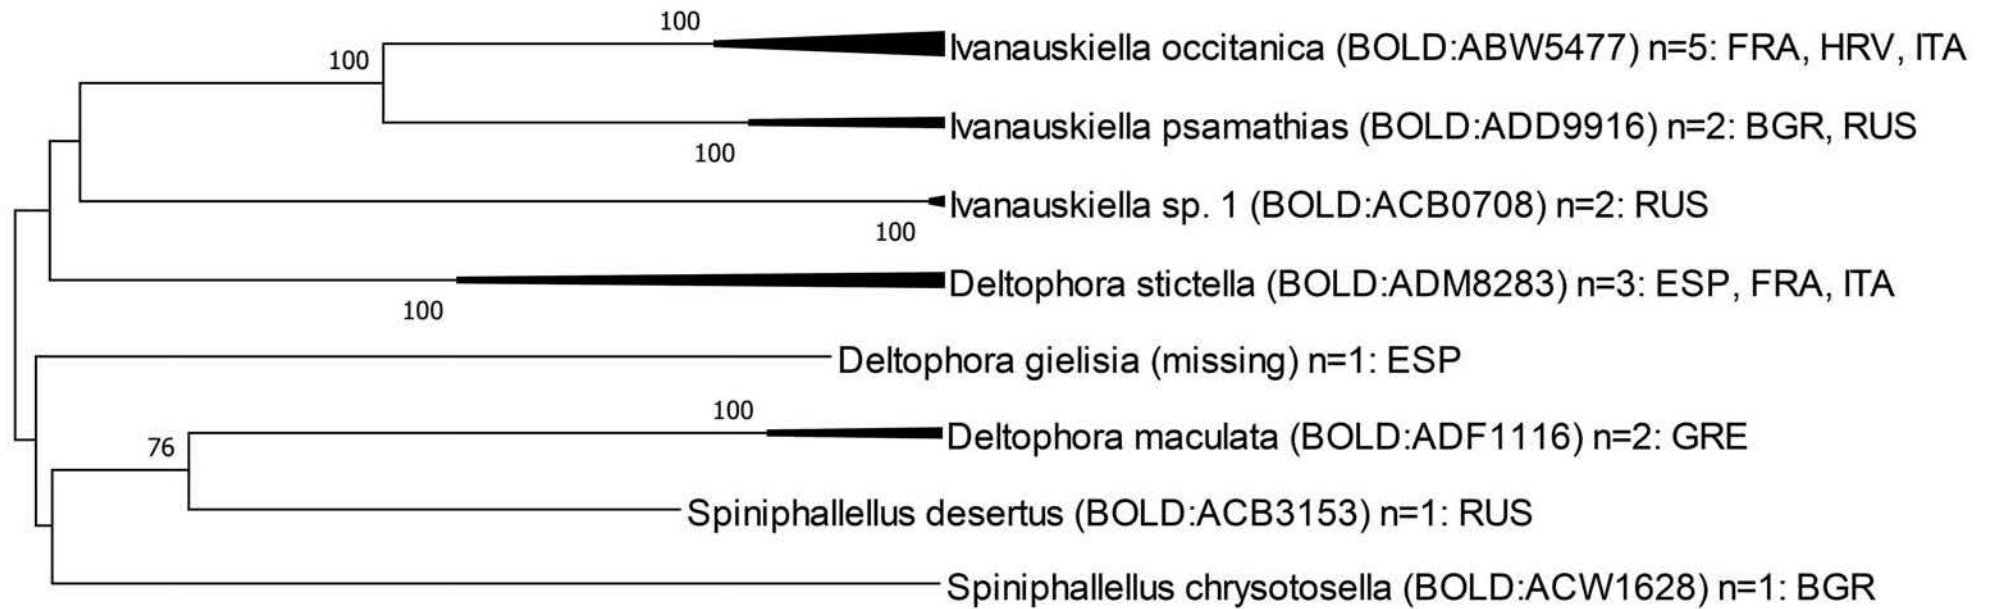 100
Ivanauskiella occitanica (BOLD:ABW5477) n=5: FRA, HRV, ITA
100
Ivanauskiella psamathias (BOLD:ADD9916) n=2: BGR, RUS
100
Ivanauskiella sp. 1 (BOLD:ACB0708) n=2: RUS
100
Deltophora stictella (BOLD:ADM8283) n=3: ESP, FRA, ITA
100
Deltophora gielisia (missing) n=1: ESP
100
Deltophora maculata (BOLD:ADF1116) n=2: GRE
76
Spiniphallellus desertus (BOLD:ACB3153) n=1: RUS
Spiniphallellus chrysotosella (BOLD:ACW1628) n=1: BGR